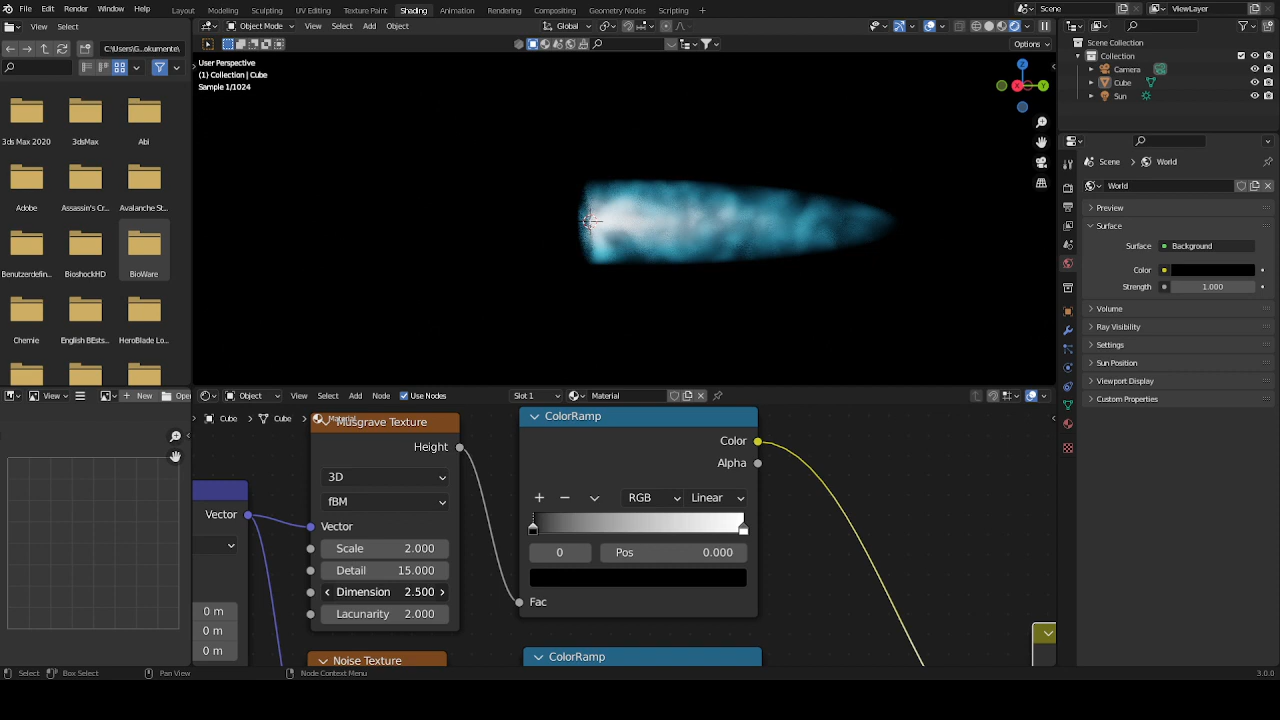 File Edit Render Window Help Layout Modeling Sculpting UV Editing Texture Paint Shading Animation Rendering Compositing Geometry Nodes Scripting + Scene ViewLayer
View Select Object Mode View Select Add Object Global Options
C:\Users\G..okumente\
User Perspective
(1) Collection | Cube
Sample 1/1024
Z
X
Y
Scene Collection
Collection
Camera
Cube
Sun
3ds Max 2020 3dsMax Abi
Adobe Assassin's Cr... Avalanche St...
Benutzerdefin... BioshockHD BioWare
Chemie English BEsts... HeroBlade Lo...
Scene > World
World
Preview
Surface
Surface Background
Color
Strength 1.000
Volume
Ray Visibility
Settings
Sun Position
Viewport Display
Custom Properties
View + New Open Object View Select Add Node Use Nodes Slot 1 Material
Cube > Cube > Material
Musgrave Texture
Height
3D
fBM
Vector
Scale 2.000
Detail 15.000
Dimension 2.500
Lacunarity 2.000
Vector
0 m
0 m
0 m
ColorRamp
Color
Alpha
+ − RGB Linear
0 Pos 0.000
Fac
Noise Texture
ColorRamp
Select Box Select Pan View Node Context Menu 3.0.0